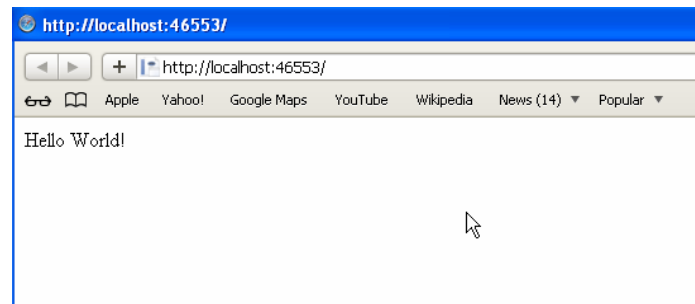 http://localhost:46553/
http://localhost:46553/
Apple Yahoo! Google Maps YouTube Wikipedia News (14) ▼ Popular ▼
Hello World!